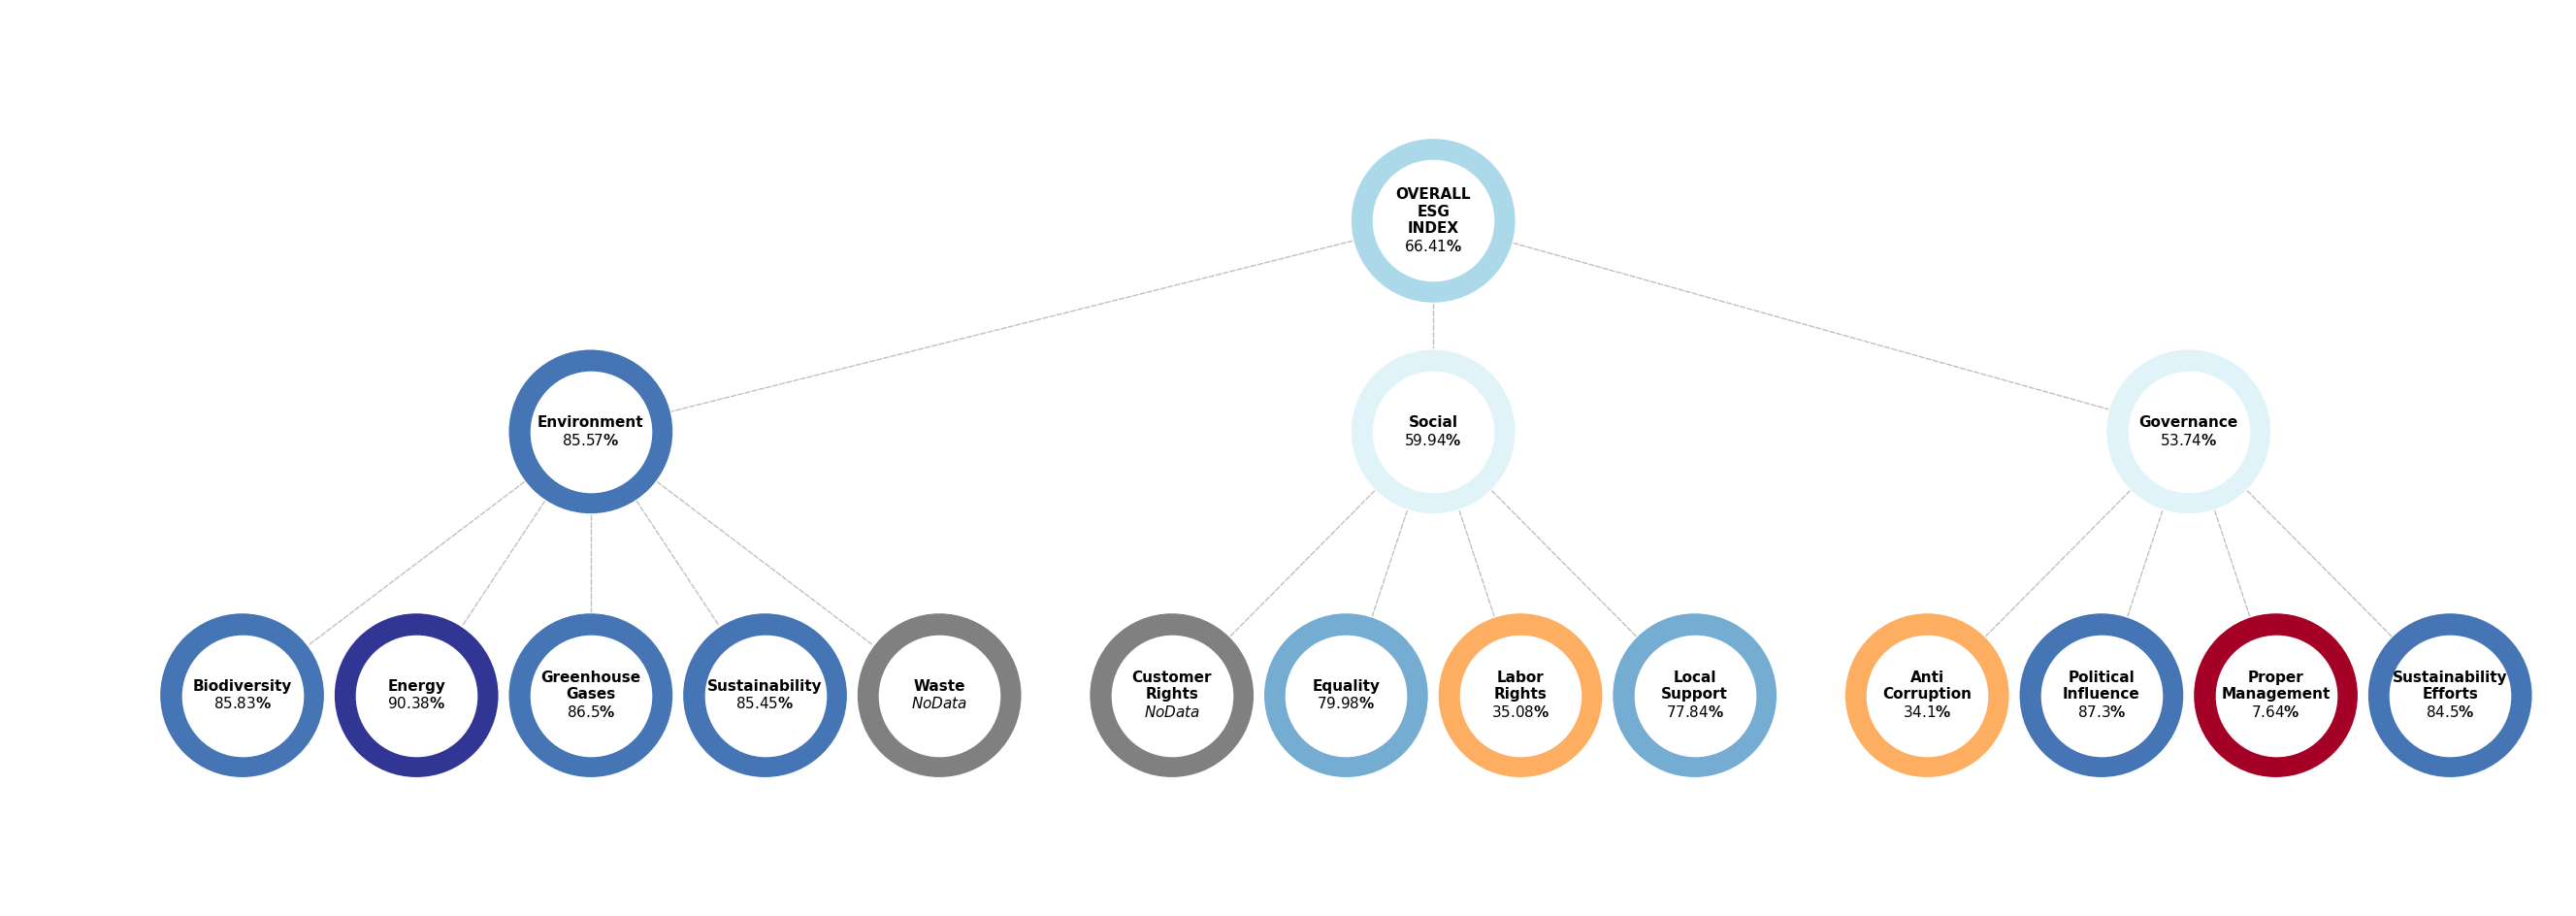 OVERALL
ESG
INDEX
66.41%
Environment
85.57%
Social
59.94%
Governance
53.74%
Biodiversity
85.83%
Energy
90.38%
Greenhouse
Gases
86.5%
Sustainability
85.45%
Waste
NoData
Customer
Rights
NoData
Equality
79.98%
Labor
Rights
35.08%
Local
Support
77.84%
Anti
Corruption
34.1%
Political
Influence
87.3%
Proper
Management
7.64%
Sustainability
Efforts
84.5%